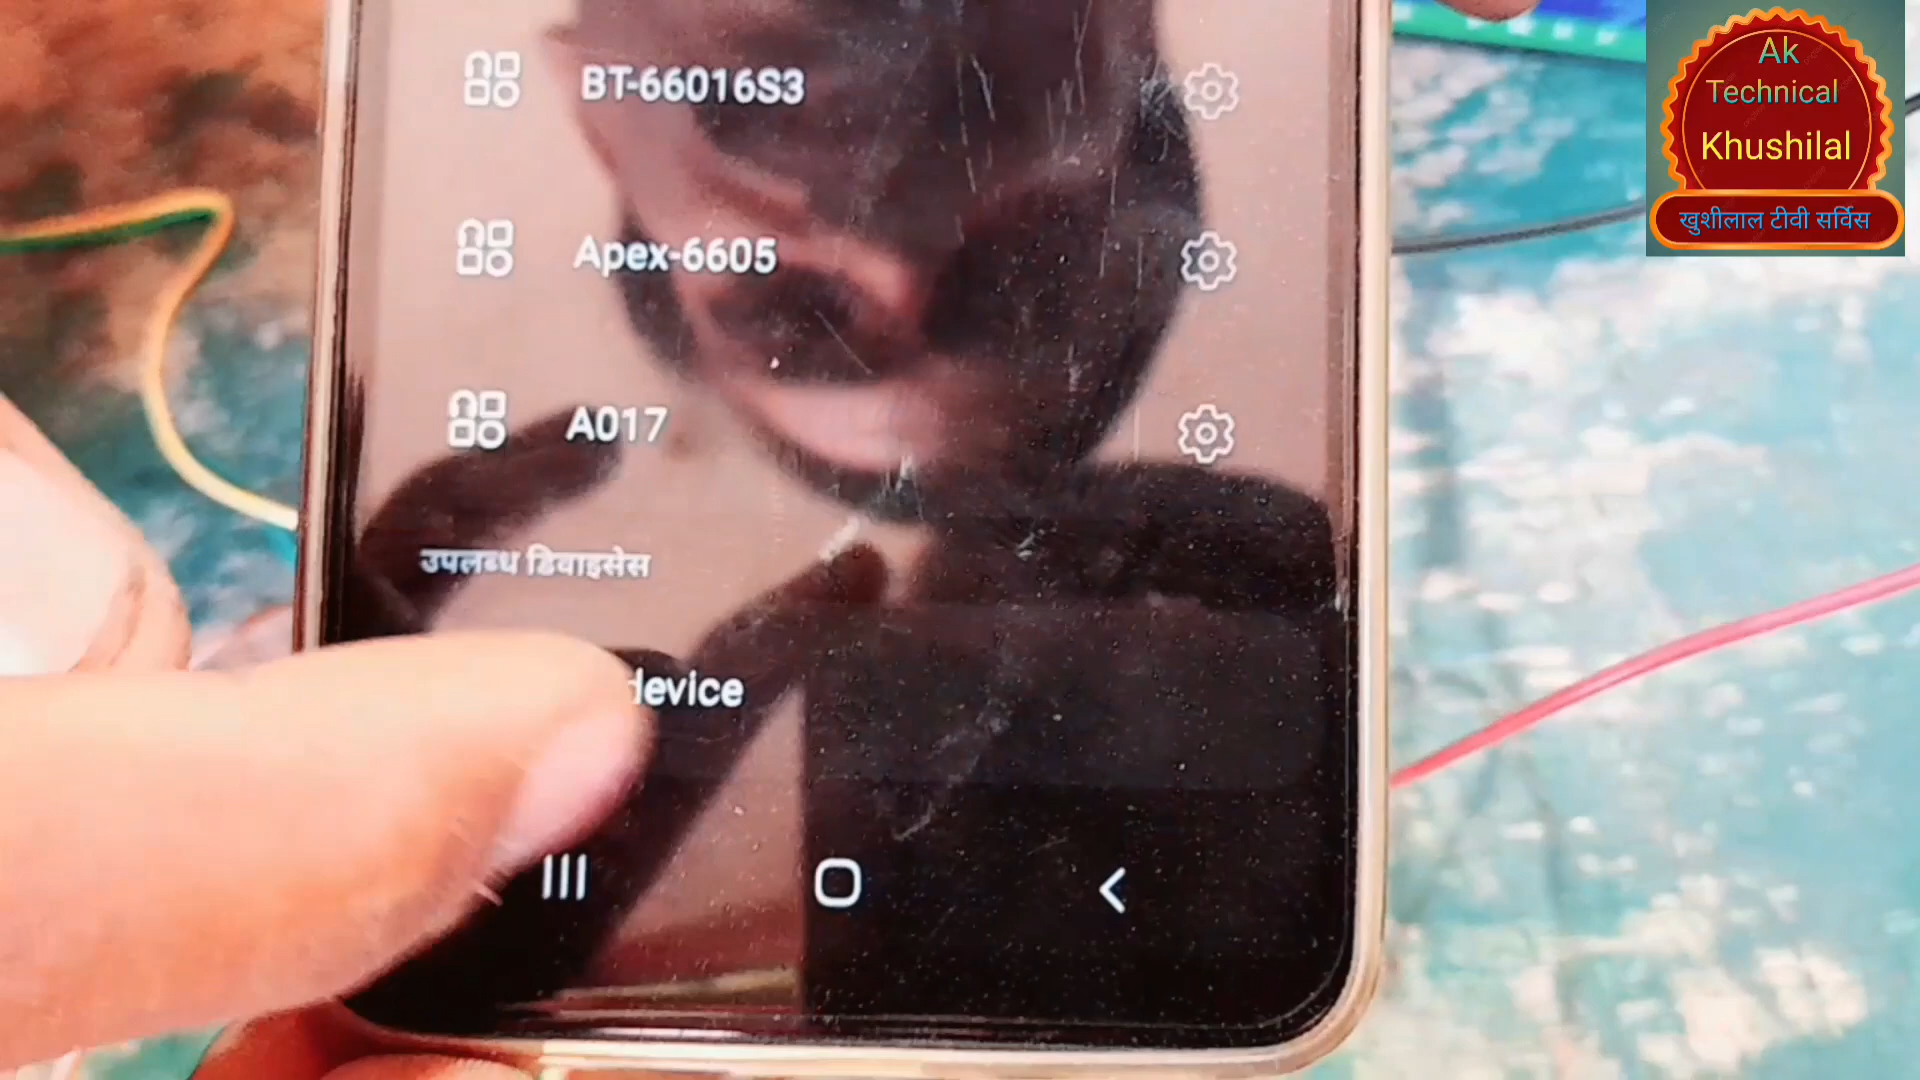 BT-66016S3
Apex-6605
A017
उपलब्ध डिवाइसेस
device
Ak
Technical
Khushilal
खुशीलाल टीवी सर्विस